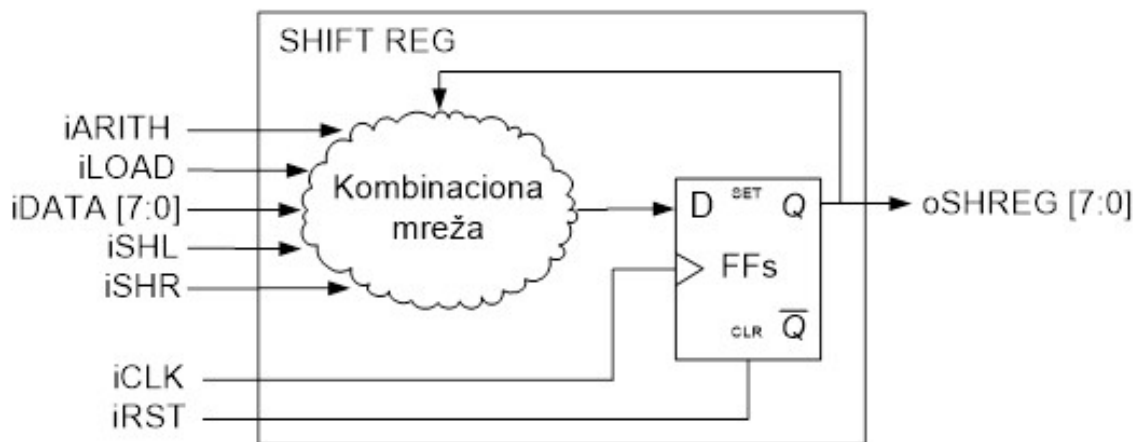 SHIFT REG
iARITH
iLOAD
iDATA [7:0]
iSHL
iSHR
Kombinaciona
mreža
D SET Q
FFs
CLR Q
oSHREG [7:0]
iCLK
iRST